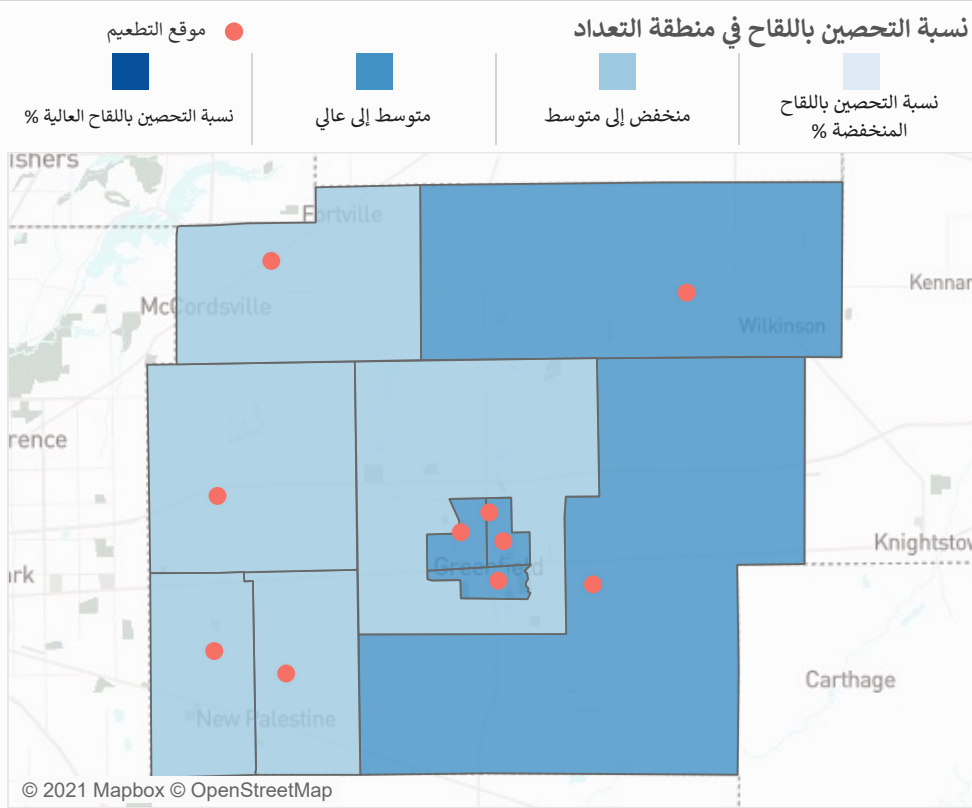 نسبة التحصين باللقاح في منطقة التعداد
موقع التطعيم
نسبة التحصين باللقاح
المنخفضة %
منخفض إلى متوسط
متوسط إلى عالي
نسبة التحصين باللقاح العالية %
ishers
Fortville
McCordsville
Kennar
Wilkinson
rence
Knightstow
Greenfield
rk
Carthage
New Palestine
© 2021 Mapbox © OpenStreetMap